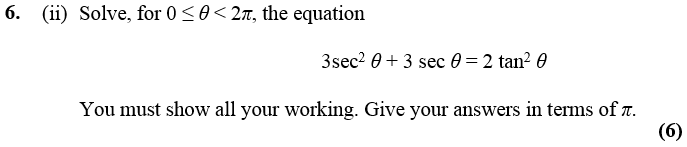 6. (ii) Solve, for 0 ≤ θ < 2π, the equation
3sec² θ + 3 sec θ = 2 tan² θ
You must show all your working. Give your answers in terms of π.
(6)